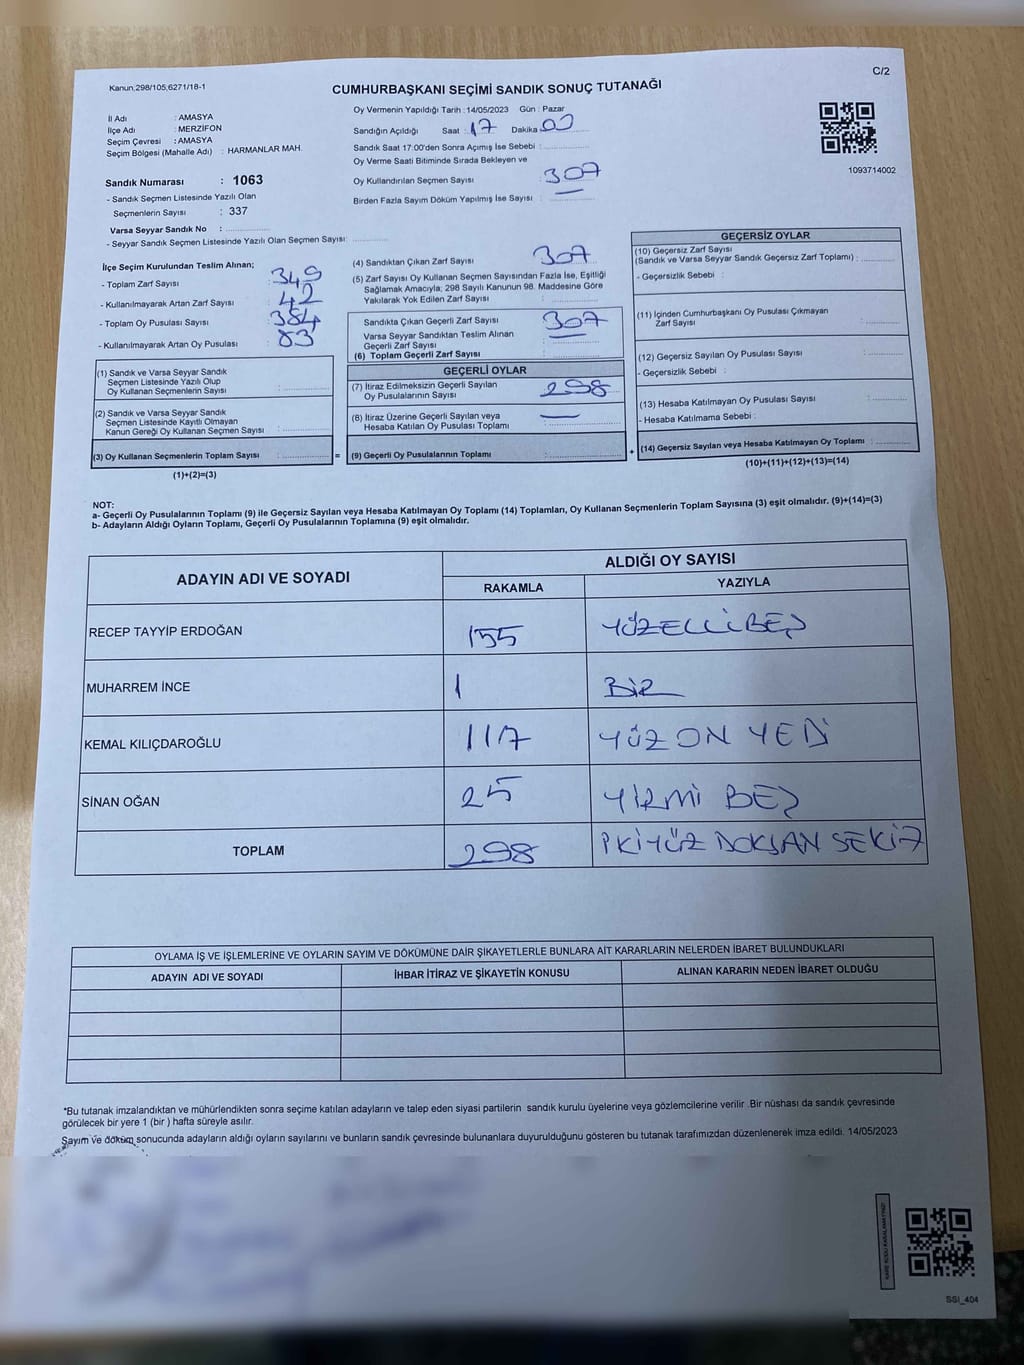 Kanun,298/105,6271/18-1
C/2
CUMHURBAŞKANI SEÇİMİ SANDIK SONUÇ TUTANAĞI
İl Adı : AMASYA
İlçe Adı : MERZİFON
Seçim Çevresi : AMASYA
Seçim Bölgesi (Mahalle Adı) : HARMANLAR MAH.
Sandık Numarası : 1063
- Sandık Seçmen Listesinde Yazılı Olan
Seçmenlerin Sayısı : 337
Varsa Seyyar Sandık No :
- Seyyar Sandık Seçmen Listesinde Yazılı Olan Seçmen Sayısı:
Oy Vermenin Yapıldığı Tarih : 14/05/2023 Gün : Pazar
Sandığın Açıldığı Saat : 17 Dakika 00
Sandık Saat 17:00'den Sonra Açımış İse Sebebi :
Oy Verme Saati Bitiminde Sırada Bekleyen ve
Oy Kullandırılan Seçmen Sayısı : 307
Birden Fazla Sayım Döküm Yapılmış İse Sayısı : —
1093714002
İlçe Seçim Kurulundan Teslim Alınan;
- Toplam Zarf Sayısı : 349
- Kullanılmayarak Artan Zarf Sayısı : 42
- Toplam Oy Pusulası Sayısı : 384
- Kullanılmayarak Artan Oy Pusulası : 83
(1) Sandık ve Varsa Seyyar Sandık
Seçmen Listesinde Yazılı Olup
Oy Kullanan Seçmenlerin Sayısı :
(2) Sandık ve Varsa Seyyar Sandık
Seçmen Listesinde Kayıtlı Olmayan
Kanun Gereği Oy Kullanan Seçmen Sayısı :
(3) Oy Kullanan Seçmenlerin Toplam Sayısı :
(1)+(2)=(3)
(4) Sandıktan Çıkan Zarf Sayısı : 307
(5) Zarf Sayısı Oy Kullanan Seçmen Sayısından Fazla İse, Eşitliği
Sağlamak Amacıyla; 298 Sayılı Kanunun 98. Maddesine Göre
Yakılarak Yok Edilen Zarf Sayısı :
Sandıkta Çıkan Geçerli Zarf Sayısı : 307
Varsa Seyyar Sandıktan Teslim Alınan
Geçerli Zarf Sayısı : —
(6) Toplam Geçerli Zarf Sayısı :
GEÇERLİ OYLAR
(7) İtiraz Edilmeksizin Geçerli Sayılan
Oy Pusulalarının Sayısı : 298
(8) İtiraz Üzerine Geçerli Sayılan veya
Hesaba Katılan Oy Pusulası Toplamı : —
= (9) Geçerli Oy Pusulalarının Toplamı :
GEÇERSİZ OYLAR
(10) Geçersiz Zarf Sayısı
(Sandık ve Varsa Seyyar Sandık Geçersiz Zarf Toplamı) :
- Geçersizlik Sebebi :
(11) İçinden Cumhurbaşkanı Oy Pusulası Çıkmayan
Zarf Sayısı :
(12) Geçersiz Sayılan Oy Pusulası Sayısı :
- Geçersizlik Sebebi :
(13) Hesaba Katılmayan Oy Pusulası Sayısı :
- Hesaba Katılmama Sebebi :
+ (14) Geçersiz Sayılan veya Hesaba Katılmayan Oy Toplamı :
(10)+(11)+(12)+(13)=(14)
NOT:
a- Geçerli Oy Pusulalarının Toplamı (9) ile Geçersiz Sayılan veya Hesaba Katılmayan Oy Toplamı (14) Toplamları, Oy Kullanan Seçmenlerin Toplam Sayısına (3) eşit olmalıdır. (9)+(14)=(3)
b- Adayların Aldığı Oyların Toplamı, Geçerli Oy Pusulalarının Toplamına (9) eşit olmalıdır.
ADAYIN ADI VE SOYADI
ALDIĞI OY SAYISI
RAKAMLA YAZIYLA
RECEP TAYYİP ERDOĞAN 155 YÜZELLİBEŞ
MUHARREM İNCE 1 BİR
KEMAL KILIÇDAROĞLU 117 YÜZ ON YEDİ
SİNAN OĞAN 25 YİRMİ BEŞ
TOPLAM 298 İKİYÜZ DOKSAN SEKİZ
OYLAMA İŞ VE İŞLEMLERİNE VE OYLARIN SAYIM VE DÖKÜMÜNE DAİR ŞİKAYETLERLE BUNLARA AİT KARARLARIN NELERDEN İBARET BULUNDUKLARI
ADAYIN ADI VE SOYADI İHBAR İTİRAZ VE ŞİKAYETİN KONUSU ALINAN KARARIN NEDEN İBARET OLDUĞU
*Bu tutanak imzalandıktan ve mühürlendikten sonra seçime katılan adayların ve talep eden siyasi partilerin sandık kurulu üyelerine veya gözlemcilerine verilir .Bir nüshası da sandık çevresinde
görülecek bir yere 1 (bir ) hafta süreyle asılır.
Sayım ve döküm sonucunda adayların aldığı oyların sayılarını ve bunların sandık çevresinde bulunanlara duyurulduğunu gösteren bu tutanak tarafımızdan düzenlenerek imza edildi. 14/05/2023
KARE KODU KARALAMAYINIZ!
SSI_404